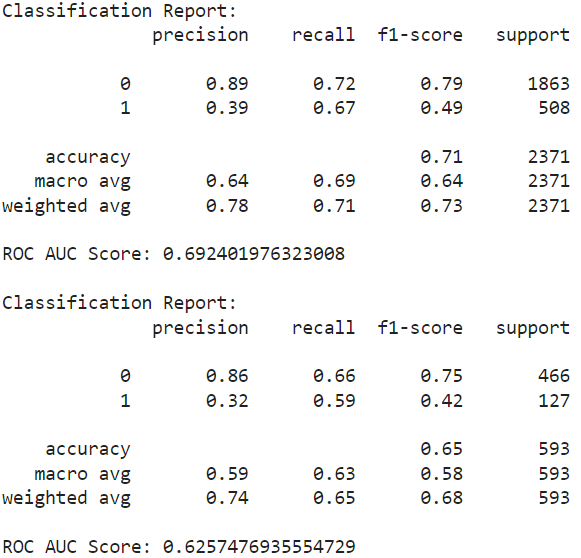 Classification Report:
precision recall f1-score support
0 0.89 0.72 0.79 1863
1 0.39 0.67 0.49 508
accuracy 0.71 2371
macro avg 0.64 0.69 0.64 2371
weighted avg 0.78 0.71 0.73 2371
ROC AUC Score: 0.692401976323008
Classification Report:
precision recall f1-score support
0 0.86 0.66 0.75 466
1 0.32 0.59 0.42 127
accuracy 0.65 593
macro avg 0.59 0.63 0.58 593
weighted avg 0.74 0.65 0.68 593
ROC AUC Score: 0.6257476935554729